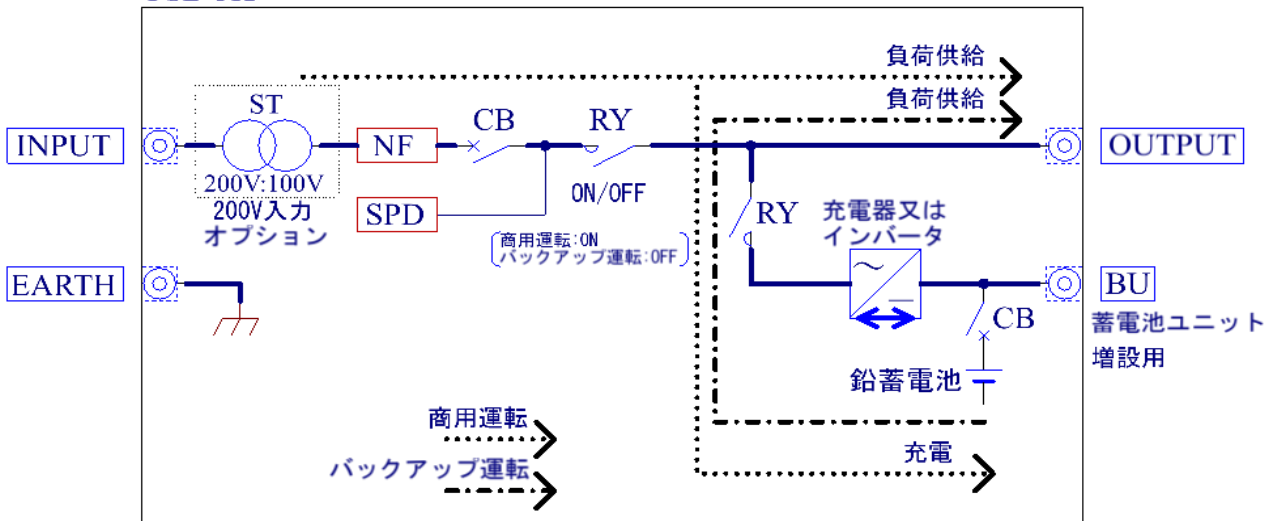 負荷供給
負荷供給
ST
CB
RY
INPUT
NF
OUTPUT
200V:100V
200V入力
オプション
SPD
ON/OFF
商用運転:ON
バックアップ運転:OFF
RY
充電器又は
インバータ
EARTH
BU
CB
蓄電池ユニット
増設用
鉛蓄電池
商用運転
充電
バックアップ運転